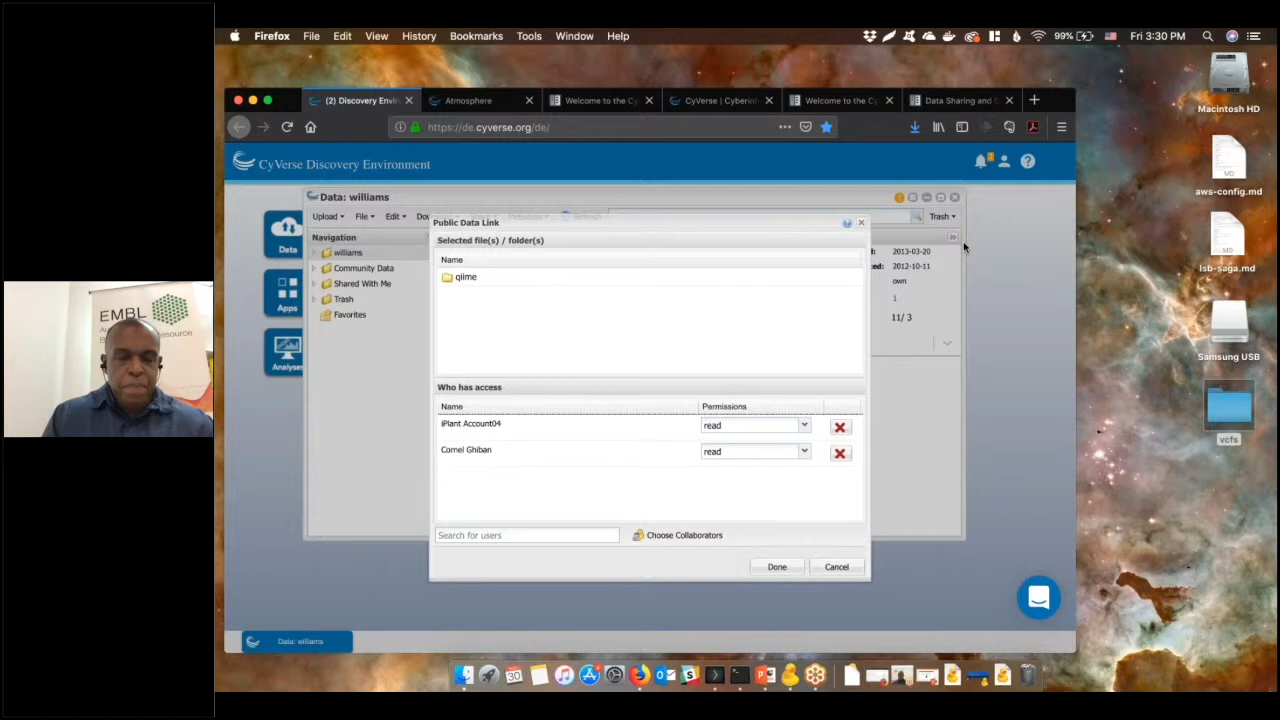 Firefox File Edit View History Bookmarks Tools Window Help
99% Fri 3:30 PM
(2) Discovery Envi
Atmosphere
Welcome to the Cy
CyVerse | Cyberin
Welcome to the Cy
Data Sharing and
https://de.cyverse.org/de/
CyVerse Discovery Environment
Macintosh HD
MD
aws-config.md
MD
lsb-saga.md
Samsung USB
vcfs
Data
Apps
Analyses
Data: williams
Upload File Edit Trash
Navigation
williams
Community Data
Shared With Me
Trash
Favorites
2013-03-20
2012-10-11
own
1
11/ 3
Public Data Link
Selected file(s) / folder(s)
Name
qiime
Who has access
Name Permissions
iPlant Account04 read
Cornel Ghiban read
Search for users
Choose Collaborators
Done Cancel
Data: williams
EMBL